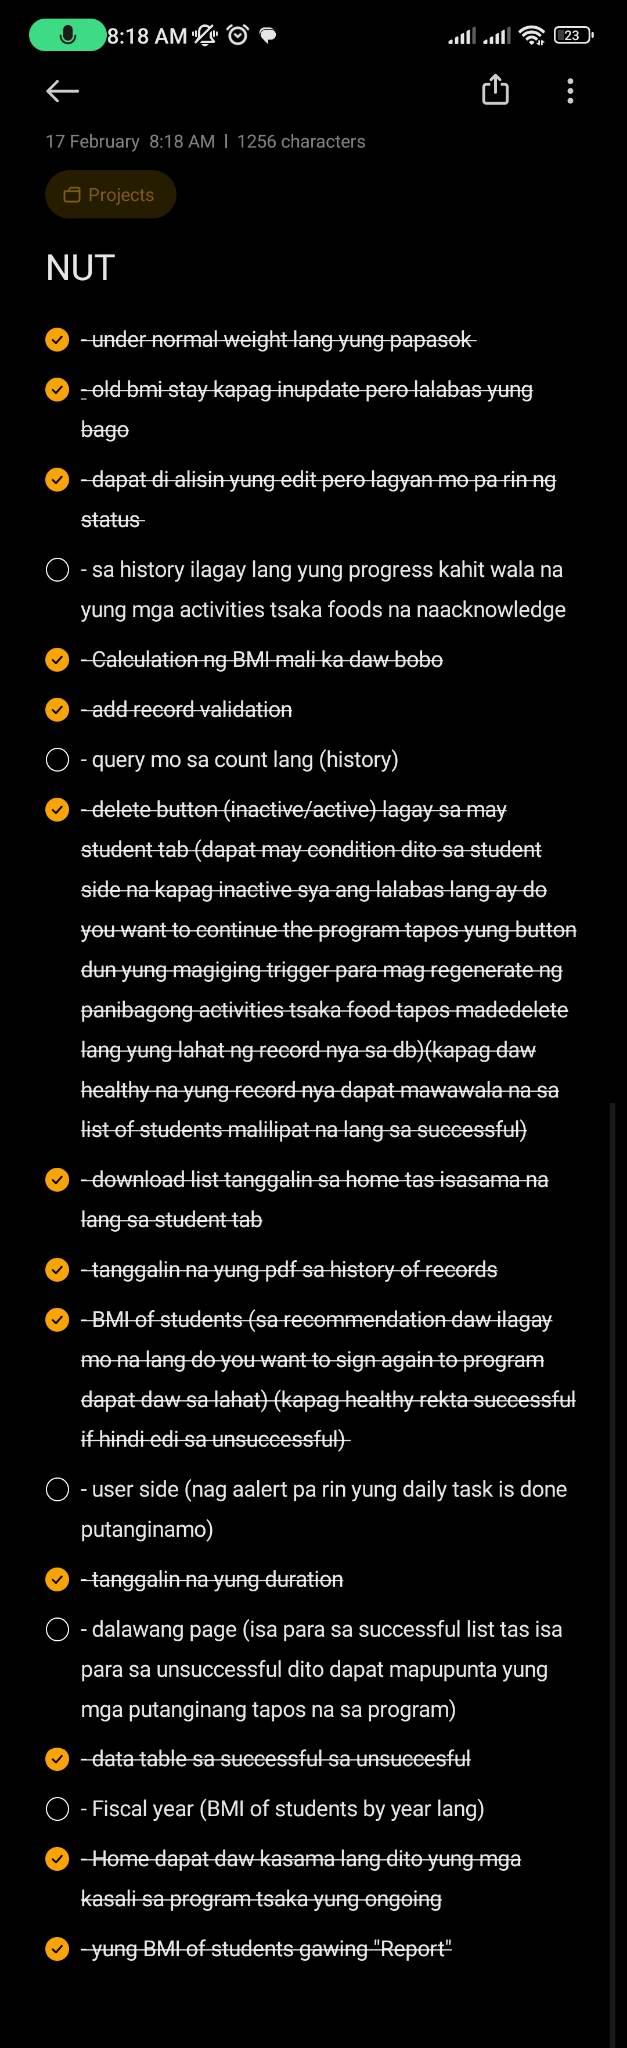 8:18 AM
23
17 February 8:18 AM | 1256 characters
Projects
NUT
- under normal weight lang yung papasok
- old bmi stay kapag inupdate pero lalabas yung
bago
- dapat di alisin yung edit pero lagyan mo pa rin ng
status
- sa history ilagay lang yung progress kahit wala na
yung mga activities tsaka foods na naacknowledge
- Calculation ng BMI mali ka daw bobo
- add record validation
- query mo sa count lang (history)
- delete button (inactive/active) lagay sa may
student tab (dapat may condition dito sa student
side na kapag inactive sya ang lalabas lang ay do
you want to continue the program tapos yung button
dun yung magiging trigger para mag regenerate ng
panibagong activities tsaka food tapos madedelete
lang yung lahat ng record nya sa db)(kapag daw
healthy na yung record nya dapat mawawala na sa
list of students malilipat na lang sa successful)
- download list tanggalin sa home tas isasama na
lang sa student tab
- tanggalin na yung pdf sa history of records
- BMI of students (sa recommendation daw ilagay
mo na lang do you want to sign again to program
dapat daw sa lahat) (kapag healthy rekta successful
if hindi edi sa unsuccessful)
- user side (nag aalert pa rin yung daily task is done
putanginamo)
- tanggalin na yung duration
- dalawang page (isa para sa successful list tas isa
para sa unsuccessful dito dapat mapupunta yung
mga putanginang tapos na sa program)
- data table sa successful sa unsuccesful
- Fiscal year (BMI of students by year lang)
- Home dapat daw kasama lang dito yung mga
kasali sa program tsaka yung ongoing
- yung BMI of students gawing "Report"